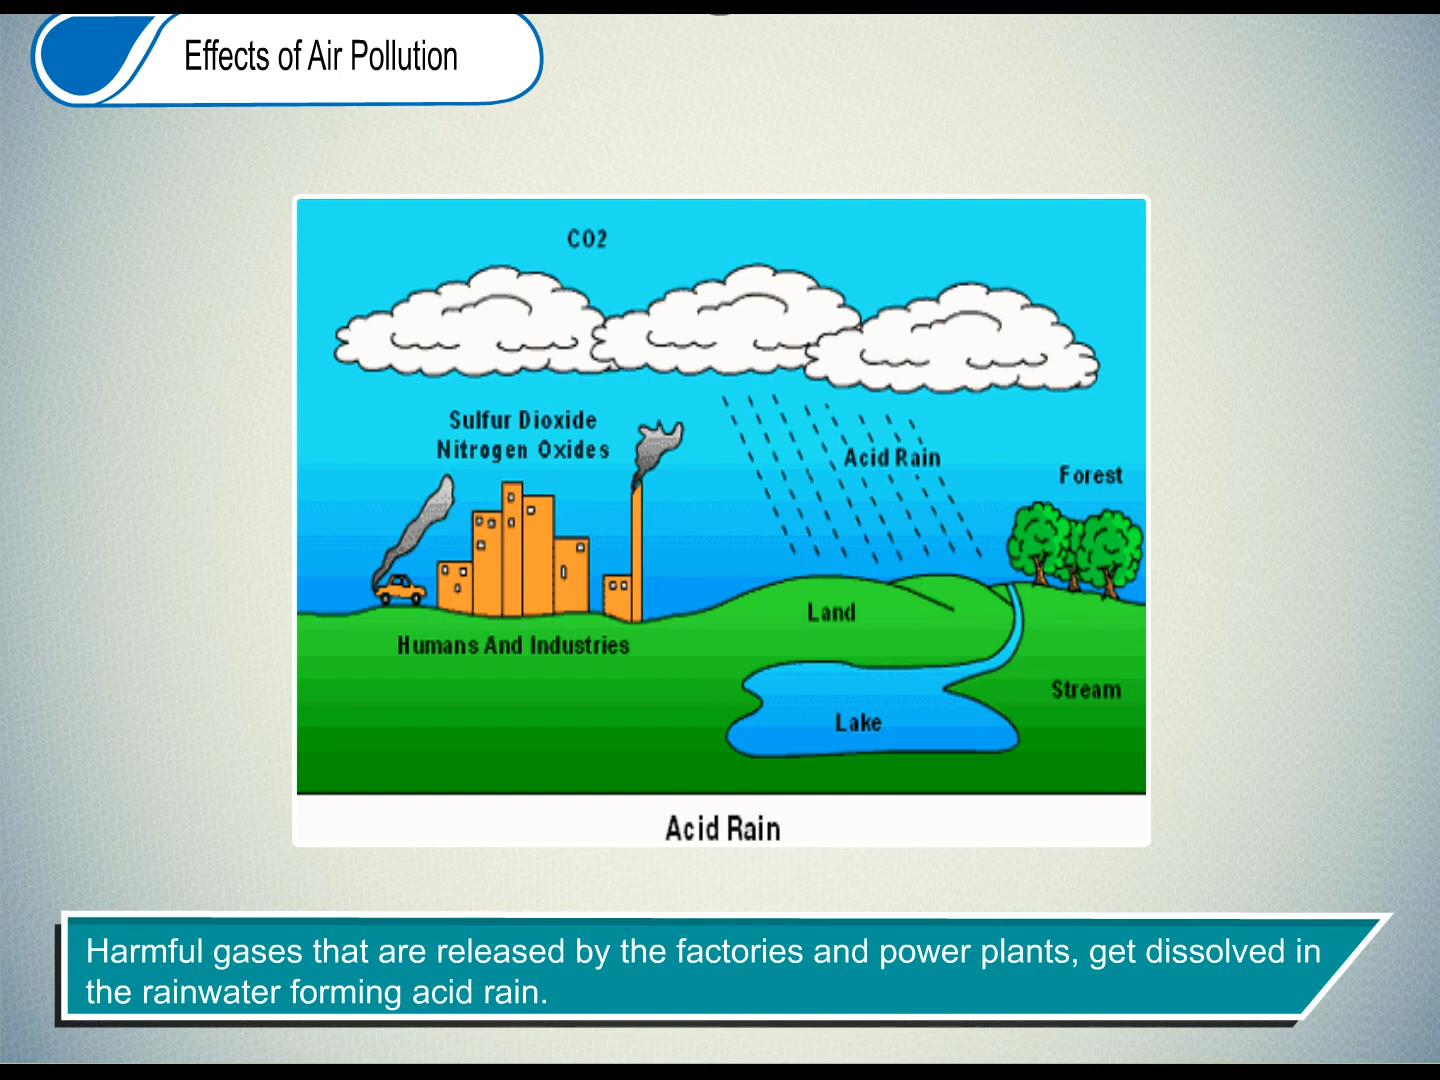 Effects of Air Pollution
CO2
Sulfur Dioxide
Nitrogen Oxides
Acid Rain
Forest
Land
Humans And Industries
Stream
Lake
Acid Rain
Harmful gases that are released by the factories and power plants, get dissolved in
the rainwater forming acid rain.